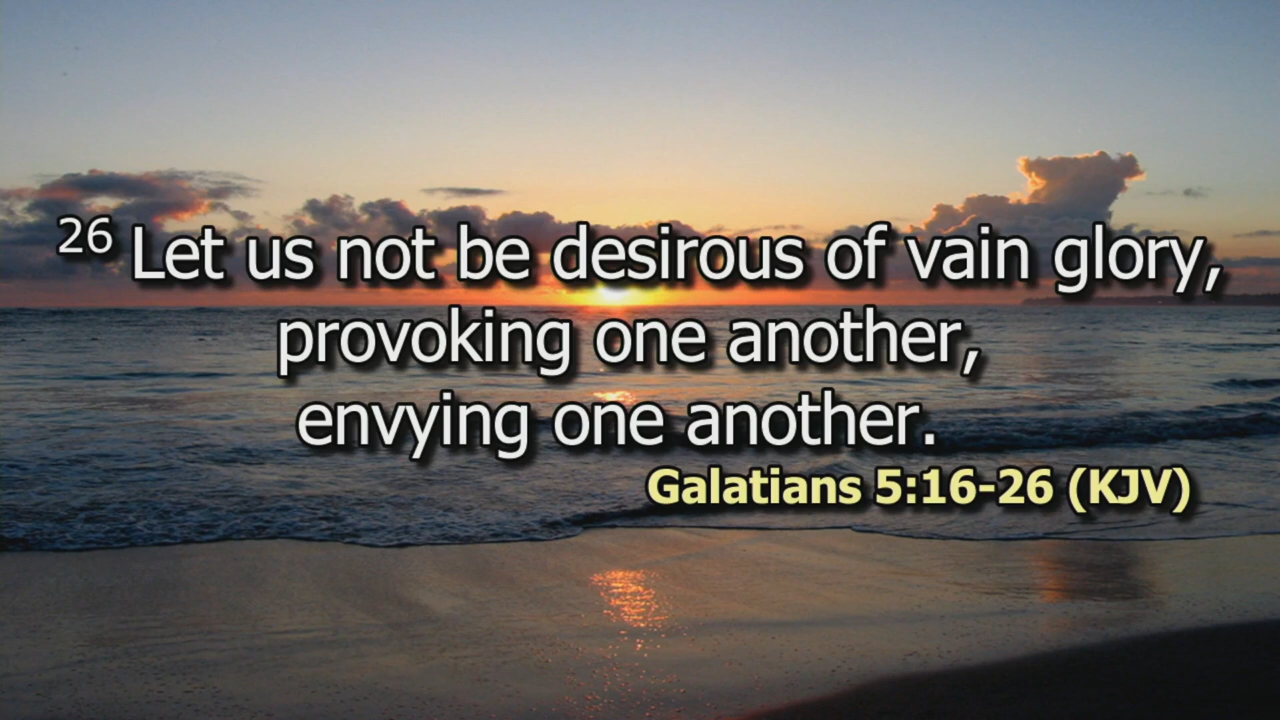 26 Let us not be desirous of vain glory,
provoking one another,
envying one another.
Galatians 5:16-26 (KJV)